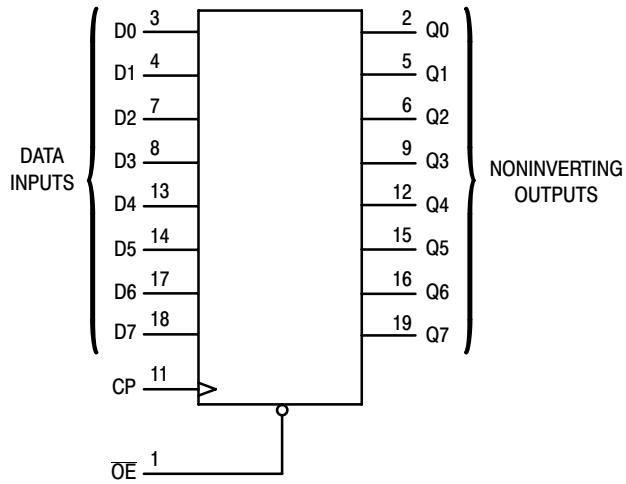 D0 3 2 Q0
D1 4 5 Q1
D2 7 6 Q2
D3 8 9 Q3
DATA
INPUTS
NONINVERTING
OUTPUTS
D4 13 12 Q4
D5 14 15 Q5
D6 17 16 Q6
D7 18 19 Q7
CP 11
O̅E̅ 1